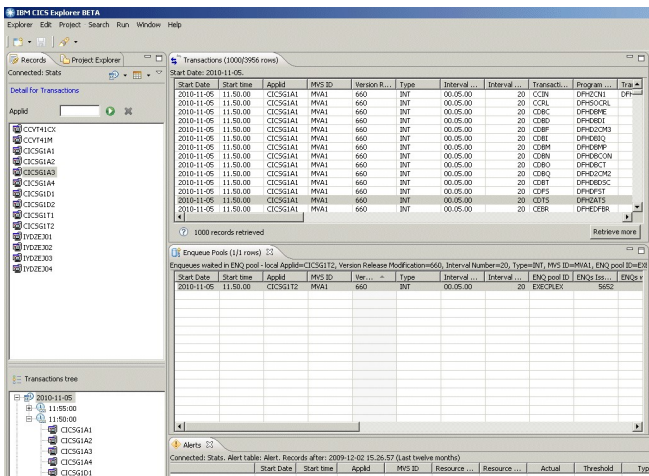 IBM CICS Explorer BETA
Explorer Edit Project Search Run Window Help
Records Project Explorer
Connected: Stats
Detail for Transactions
Applid
CCVT41CX
CCVT41M
CICSG1A1
CICSG1A2
CICSG1A3
CICSG1A4
CICSG1D1
CICSG1D2
CICSG1T1
CICSG1T2
IYDZEJ01
IYDZEJ02
IYDZEJ03
IYDZEJ04
Transactions tree
2010-11-05
11:55:00
11:50:00
CICSG1A1
CICSG1A2
CICSG1A3
CICSG1A4
CICSG1D1
Transactions (1000/3956 rows)
Start Date: 2010-11-05.
Start Date Start time Applid MVS ID Version R... Type Interval ... Interval ... Transacti... Program ... Tra
2010-11-05 11.50.00 CICSG1A1 MVA1 660 INT 00.05.00 20 CCIN DFHZCN1 DFH
2010-11-05 11.50.00 CICSG1A1 MVA1 660 INT 00.05.00 20 CCRL DFHSOCRL
2010-11-05 11.50.00 CICSG1A1 MVA1 660 INT 00.05.00 20 CDBC DFHDBME
2010-11-05 11.50.00 CICSG1A1 MVA1 660 INT 00.05.00 20 CDBD DFHDBDI
2010-11-05 11.50.00 CICSG1A1 MVA1 660 INT 00.05.00 20 CDBF DFHD2CM3
2010-11-05 11.50.00 CICSG1A1 MVA1 660 INT 00.05.00 20 CDBI DFHDBIQ
2010-11-05 11.50.00 CICSG1A1 MVA1 660 INT 00.05.00 20 CDBM DFHDBMP
2010-11-05 11.50.00 CICSG1A1 MVA1 660 INT 00.05.00 20 CDBN DFHDBCON
2010-11-05 11.50.00 CICSG1A1 MVA1 660 INT 00.05.00 20 CDBO DFHDBCT
2010-11-05 11.50.00 CICSG1A1 MVA1 660 INT 00.05.00 20 CDBQ DFHD2CM2
2010-11-05 11.50.00 CICSG1A1 MVA1 660 INT 00.05.00 20 CDBT DFHDBDSC
2010-11-05 11.50.00 CICSG1A1 MVA1 660 INT 00.05.00 20 CDFS DFHDFST
2010-11-05 11.50.00 CICSG1A1 MVA1 660 INT 00.05.00 20 CDTS DFHZATS
2010-11-05 11.50.00 CICSG1A1 MVA1 660 INT 00.05.00 20 CEBR DFHEDFBR
1000 records retrieved Retrieve more
Enqueue Pools (1/1 rows)
Enqueues waited in ENQ pool - local Applid=CICSG1T2, Version Release Modification=660, Interval Number=20, Type=INT, MVS ID=MVA1, ENQ pool ID=EXE
Start Date Start time Applid MVS ID Ver... Type Interval ... Interval ... ENQ pool ID ENQs Iss... ENQs
2010-11-05 11.50.00 CICSG1T2 MVA1 660 INT 00.05.00 20 EXECPLEX 5652
Alerts
Connected: Stats. Alert table: Alert. Records after: 2009-12-02 15.26.57 (Last twelve months)
Start Date Start time Applid MVS ID Resource ... Resource ... Actual Threshold Typ